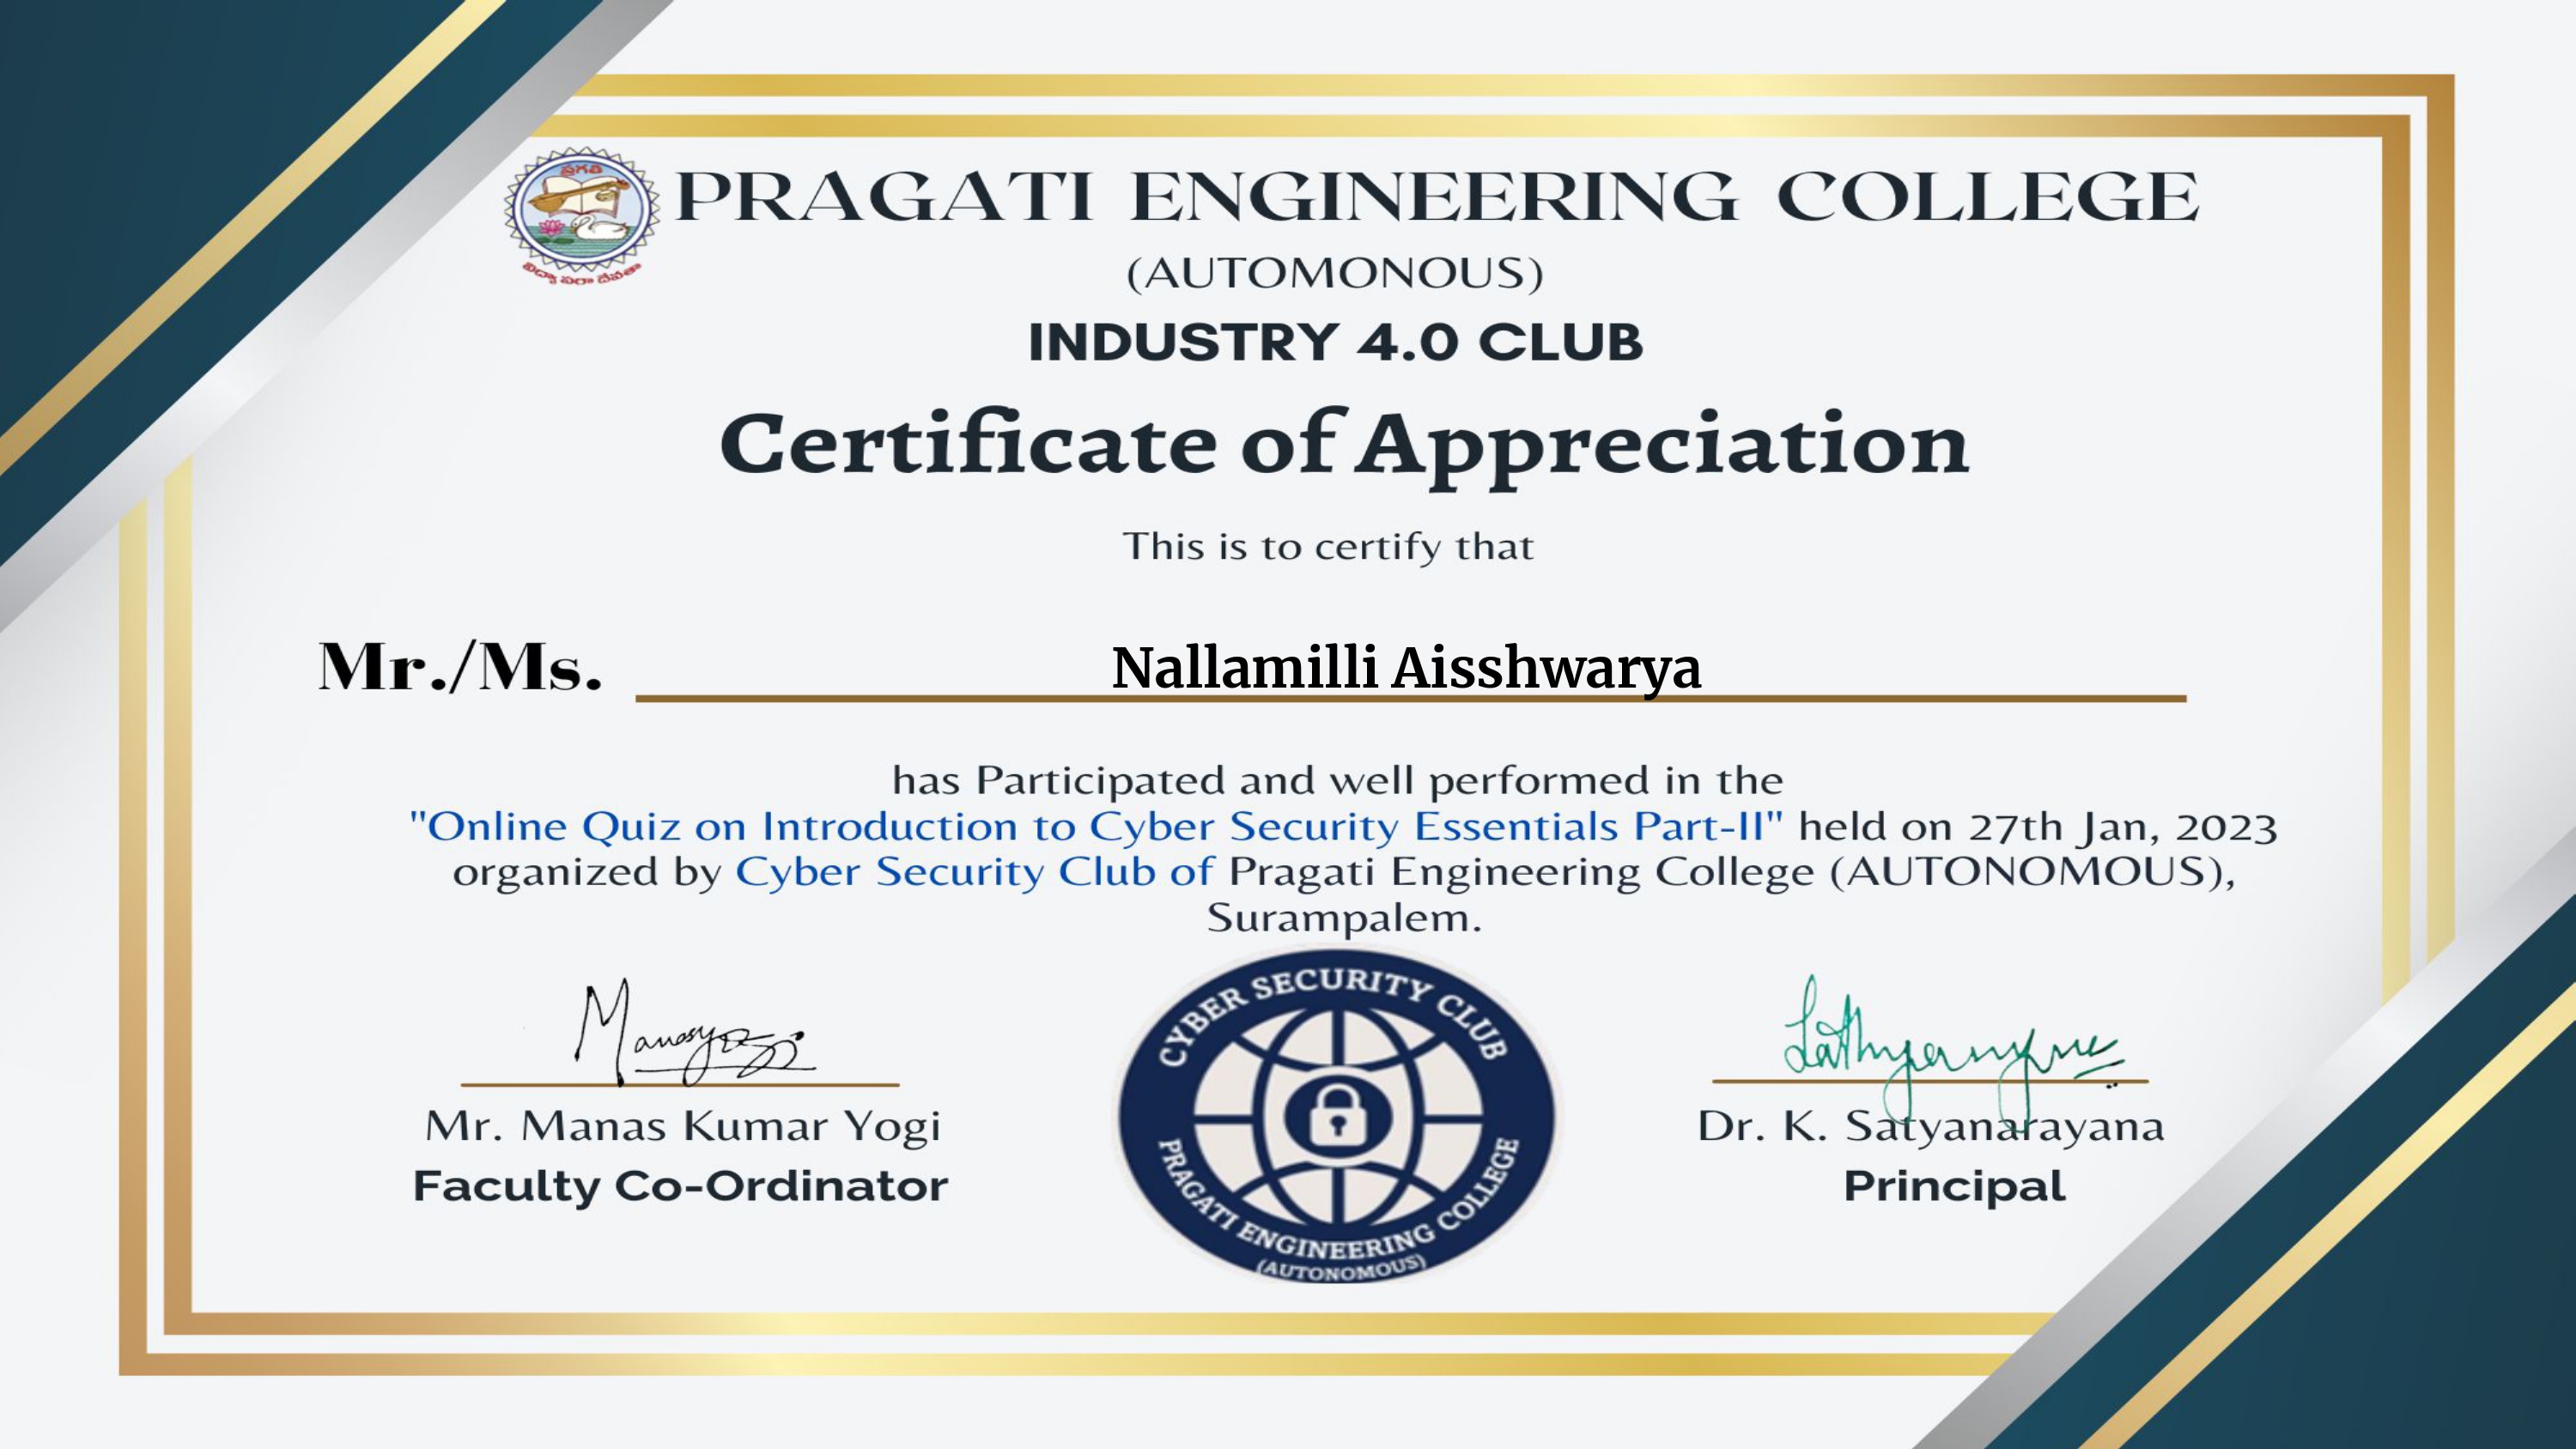 ప్రగతి
విద్యా పరా దేవతా
PRAGATI ENGINEERING COLLEGE
(AUTOMONOUS)
INDUSTRY 4.0 CLUB
Certificate of Appreciation
This is to certify that
Mr./Ms. Nallamilli Aisshwarya
has Participated and well performed in the
"Online Quiz on Introduction to Cyber Security Essentials Part-II" held on 27th Jan, 2023
organized by Cyber Security Club of Pragati Engineering College (AUTONOMOUS),
Surampalem.
CYBER SECURITY CLUB
PRAGATI ENGINEERING COLLEGE
(AUTONOMOUS)
Mr. Manas Kumar Yogi
Faculty Co-Ordinator
Dr. K. Satyanarayana
Principal